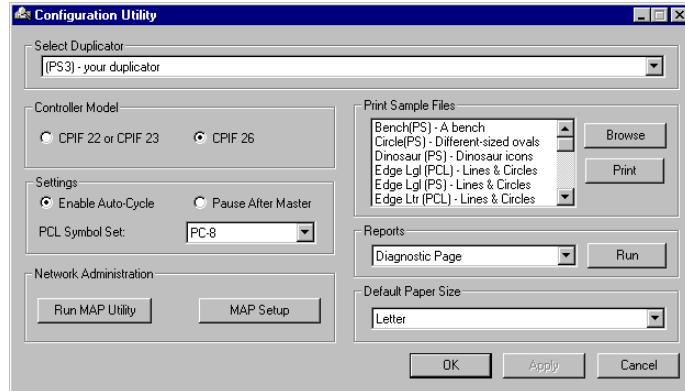 Configuration Utility
Select Duplicator
(PS3) - your duplicator
Controller Model
CPIF 22 or CPIF 23
CPIF 26
Settings
Enable Auto-Cycle
Pause After Master
PCL Symbol Set:
PC-8
Network Administration
Run MAP Utility
MAP Setup
Print Sample Files
Bench(PS) - A bench
Circle(PS) - Different-sized ovals
Dinosaur (PS) - Dinosaur icons
Edge Lgl (PCL) - Lines & Circles
Edge Lgl (PS) - Lines & Circles
Edge Ltr (PCL) - Lines & Circles
Browse
Print
Reports
Diagnostic Page
Run
Default Paper Size
Letter
OK
Apply
Cancel